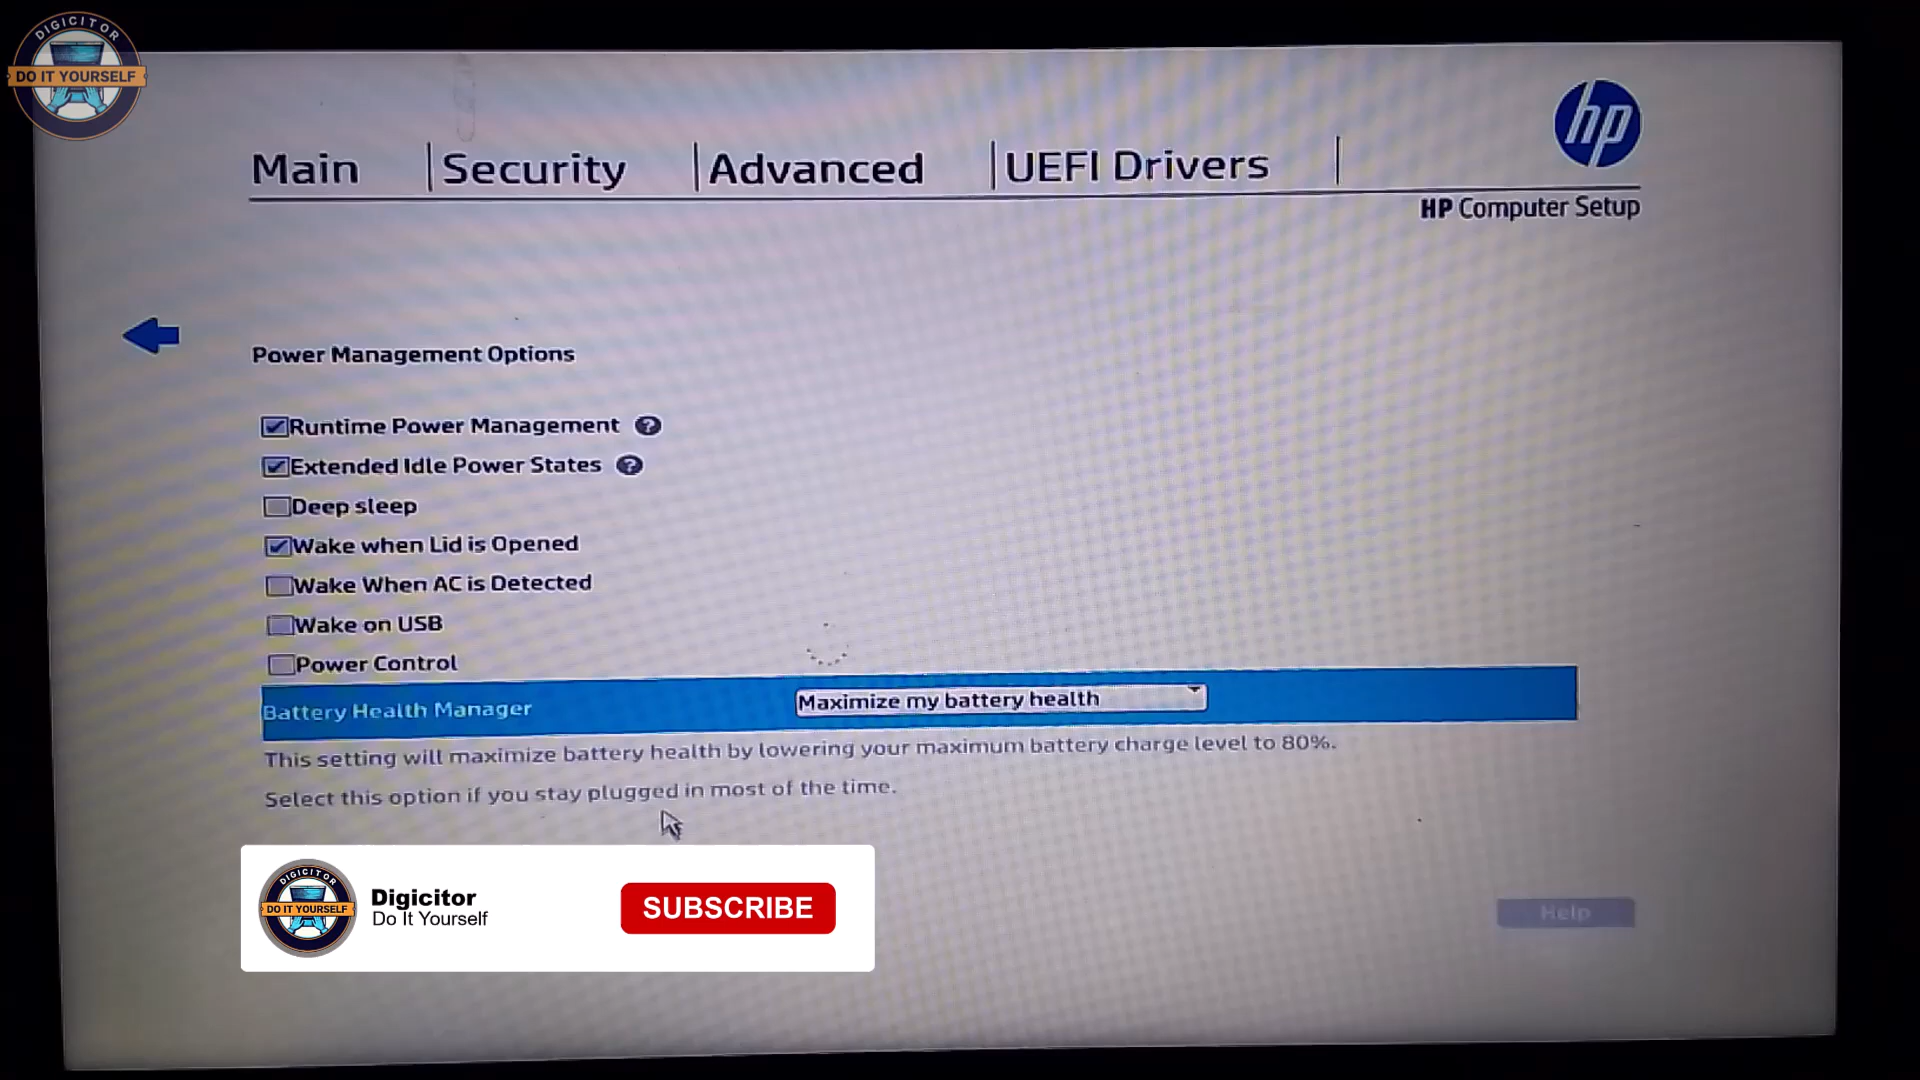 DIGICITOR
DO IT YOURSELF
hp
Main
Security
Advanced
UEFI Drivers
HP Computer Setup
Power Management Options
Runtime Power Management ?
Extended Idle Power States ?
Deep sleep
Wake when Lid is Opened
Wake When AC is Detected
Wake on USB
Power Control
Battery Health Manager
Maximize my battery health
This setting will maximize battery health by lowering your maximum battery charge level to 80%.
Select this option if you stay plugged in most of the time.
DIGICITOR
DO IT YOURSELF
Digicitor
Do It Yourself
SUBSCRIBE
Help